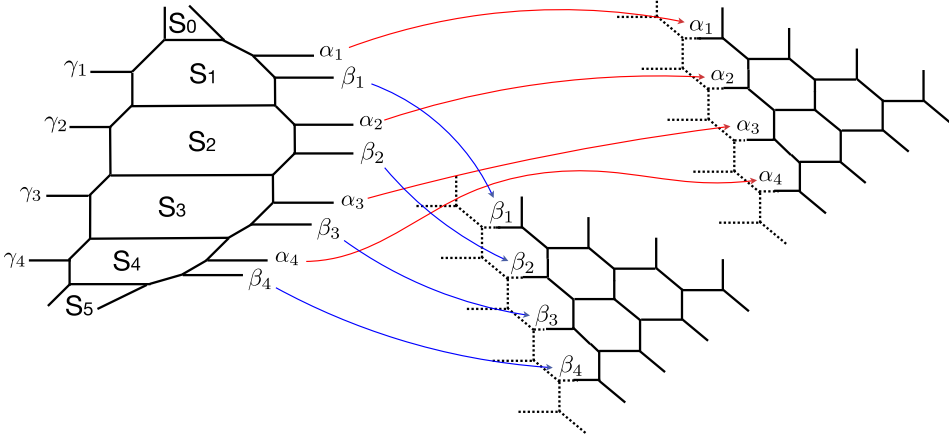 S₀
α₁
α₁
γ₁
S₁
β₁
α₂
γ₂
α₂
S₂
β₂
α₃
α₄
γ₃
S₃
α₃
β₁
β₃
γ₄
S₄
α₄
β₂
β₄
S₅
β₃
β₄